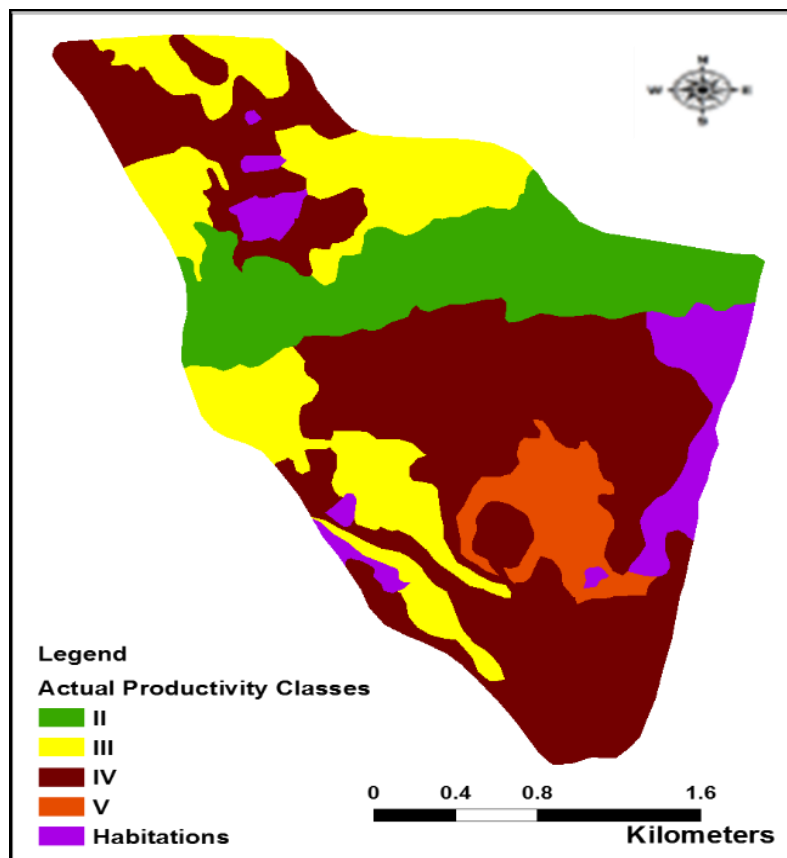 N
W E
S
Legend
Actual Productivity Classes
II
III
IV
V
Habitations
0 0.4 0.8 1.6
Kilometers